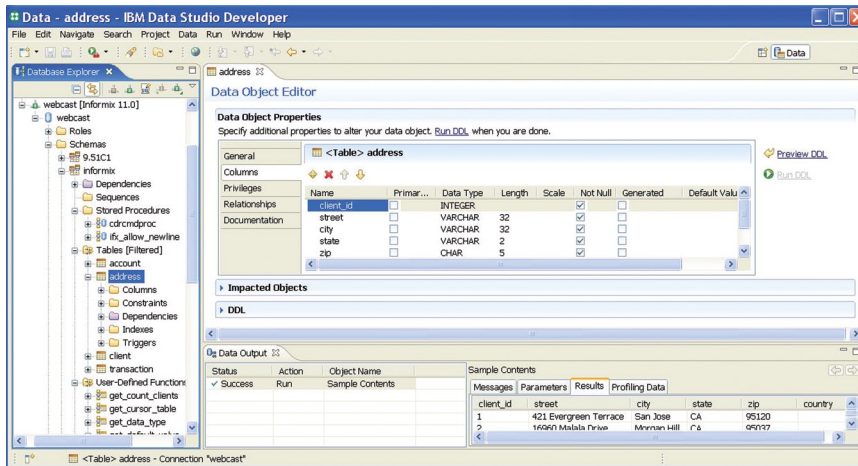 Data - address - IBM Data Studio Developer
File Edit Navigate Search Project Data Run Window Help
Data
Database Explorer
address
webcast [Informix 11.0]
webcast
Roles
Schemas
9.51C1
informix
Dependencies
Sequences
Stored Procedures
cdrcmdproc
ifx_allow_newline
Tables [Filtered]
account
address
Columns
Constraints
Dependencies
Indexes
Triggers
client
transaction
User-Defined Functions
get_count_clients
get_cursor_table
get_data_type
Data Object Editor
Data Object Properties
Specify additional properties to alter your data object. Run DDL when you are done.
General
Columns
Privileges
Relationships
Documentation
<Table> address
Name Primar... Data Type Length Scale Not Null Generated Default Valu
client_id INTEGER
street VARCHAR 32
city VARCHAR 32
state VARCHAR 2
zip CHAR 5
Preview DDL
Run DDL
Impacted Objects
DDL
Data Output
Status Action Object Name
Success Run Sample Contents
Sample Contents
Messages Parameters Results Profiling Data
client_id street city state zip country
1 421 Evergreen Terrace San Jose CA 95120
2 16960 Malala Drive Morgan Hill CA 95037
<Table> address - Connection "webcast"